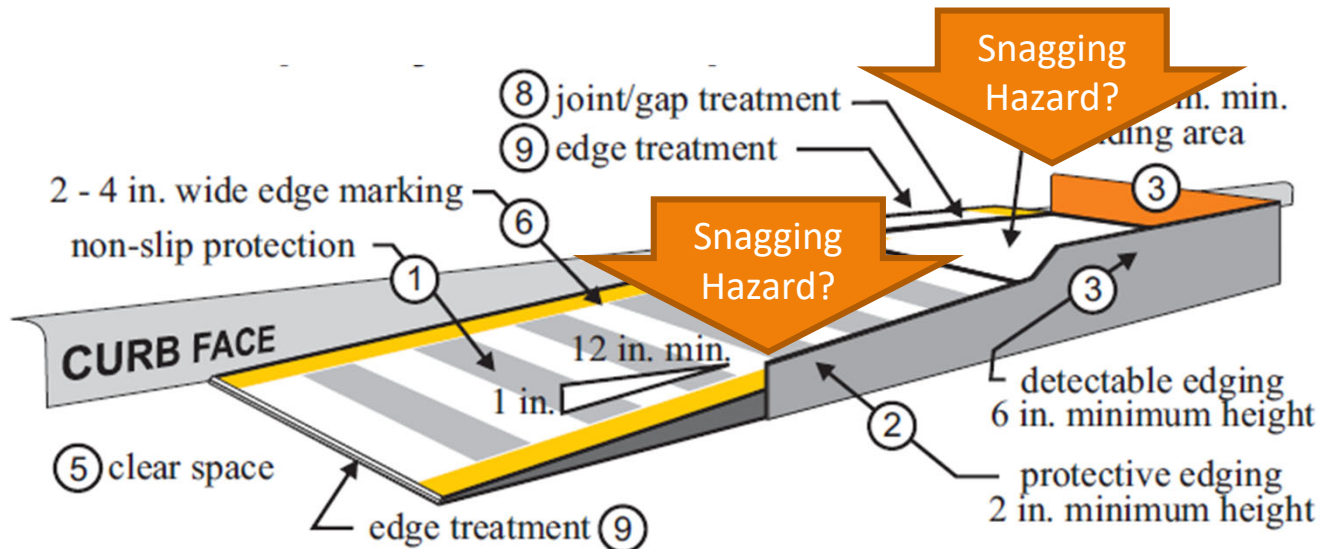 Snagging
Hazard?
8 joint/gap treatment
in. min.
9 edge treatment
area
2 - 4 in. wide edge marking
3
6
Snagging
Hazard?
non-slip protection
1
3
CURB FACE
12 in. min.
1 in.
detectable edging
6 in. minimum height
2
5 clear space
protective edging
2 in. minimum height
edge treatment 9